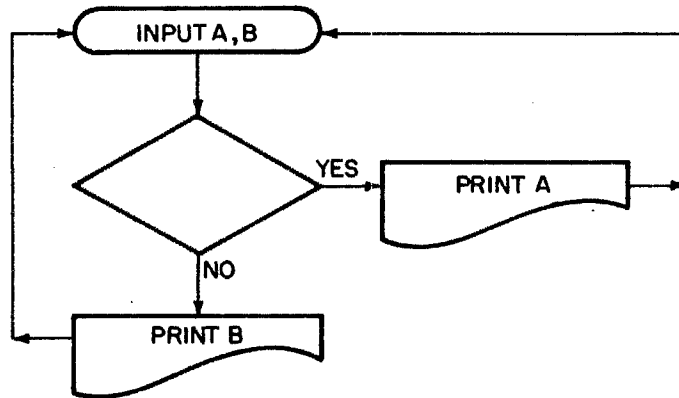 INPUT A, B
YES
PRINT A
NO
PRINT B